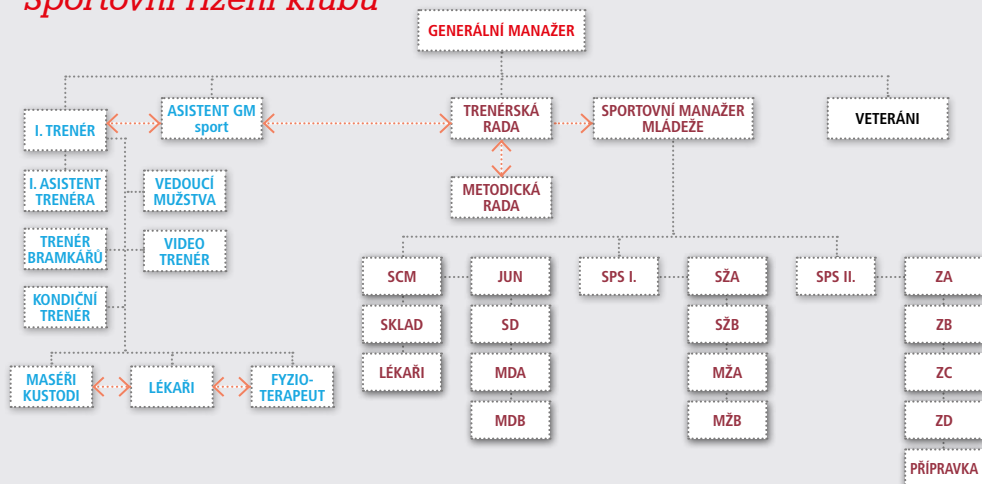 Sportovní řízení klubu
GENERÁLNÍ MANAŽER
I. TRENÉR
ASISTENT GM
sport
TRENÉRSKÁ
RADA
SPORTOVNÍ MANAŽER
MLÁDEŽE
VETERÁNI
I. ASISTENT
TRENÉRA
VEDOUCÍ
MUŽSTVA
METODICKÁ
RADA
TRENÉR
BRAMKÁŘŮ
VIDEO
TRENÉR
KONDIČNÍ
TRENÉR
MASÉŘI
KUSTODI
LÉKAŘI
FYZIO-
TERAPEUT
SCM
SKLAD
LÉKAŘI
JUN
SD
MDA
MDB
SPS I.
SŽA
SŽB
MŽA
MŽB
SPS II.
ZA
ZB
ZC
ZD
PŘÍPRAVKA